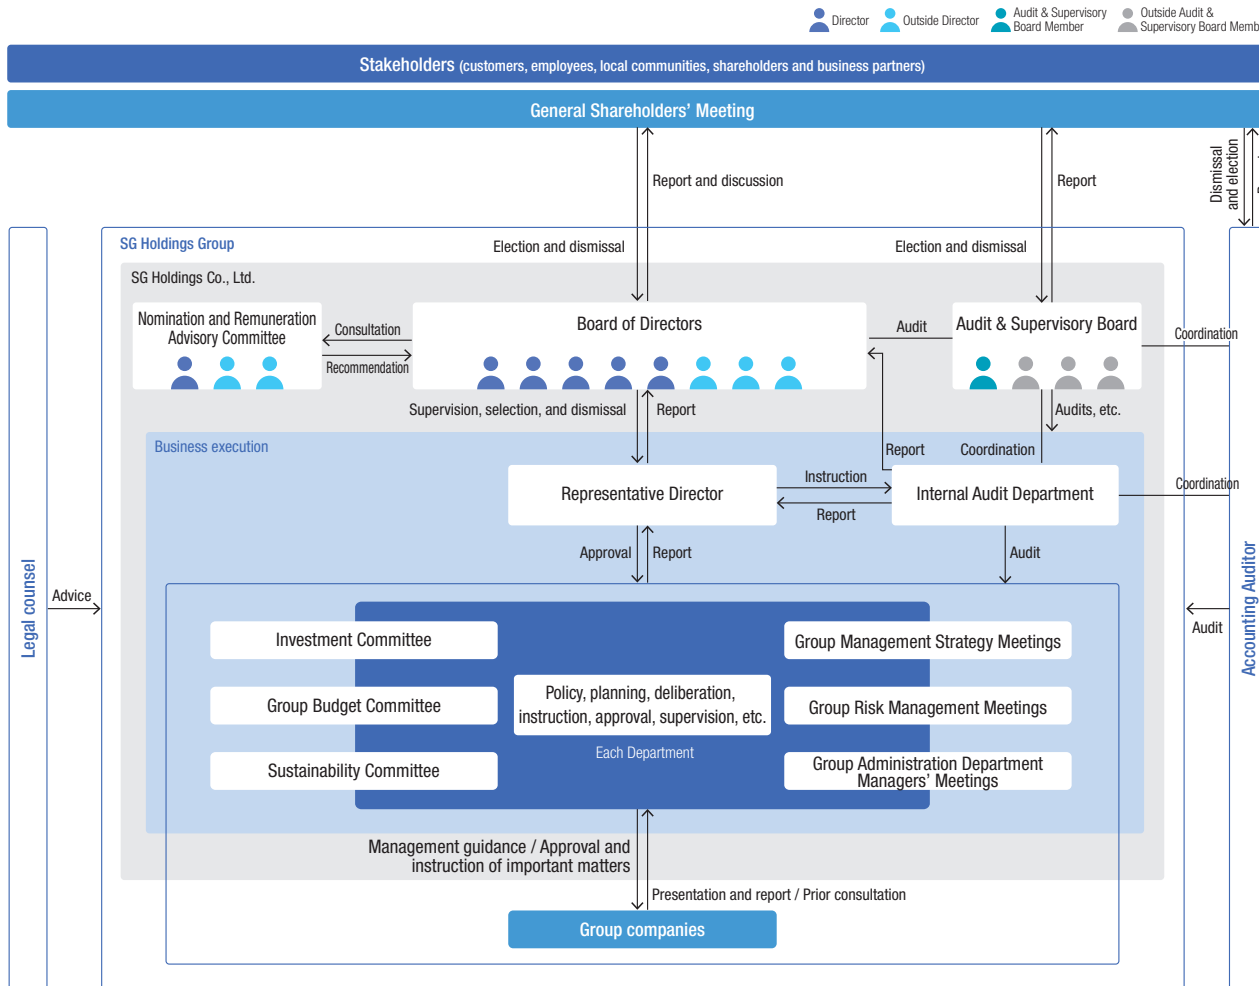 Director
Outside Director
Audit & Supervisory
Board Member
Outside Audit &
Supervisory Board
Stakeholders (customers, employees, local communities, shareholders and business partners)
General Shareholders' Meeting
Report and discussion
Report
Dismissal
and election
Election and dismissal
Election and dismissal
SG Holdings Group
SG Holdings Co., Ltd.
Nomination and Remuneration
Advisory Committee
Consultation
Recommendation
Board of Directors
Audit
Audit & Supervisory Board
Coordination
Supervision, selection, and dismissal
Report
Audits, etc.
Business execution
Report
Coordination
Representative Director
Instruction
Report
Internal Audit Department
Coordination
Approval
Report
Audit
Legal counsel
Advice
Audit
Accounting Auditor
Investment Committee
Group Budget Committee
Sustainability Committee
Policy, planning, deliberation,
instruction, approval, supervision, etc.
Each Department
Group Management Strategy Meetings
Group Risk Management Meetings
Group Administration Department
Managers' Meetings
Management guidance / Approval and
instruction of important matters
Presentation and report / Prior consultation
Group companies